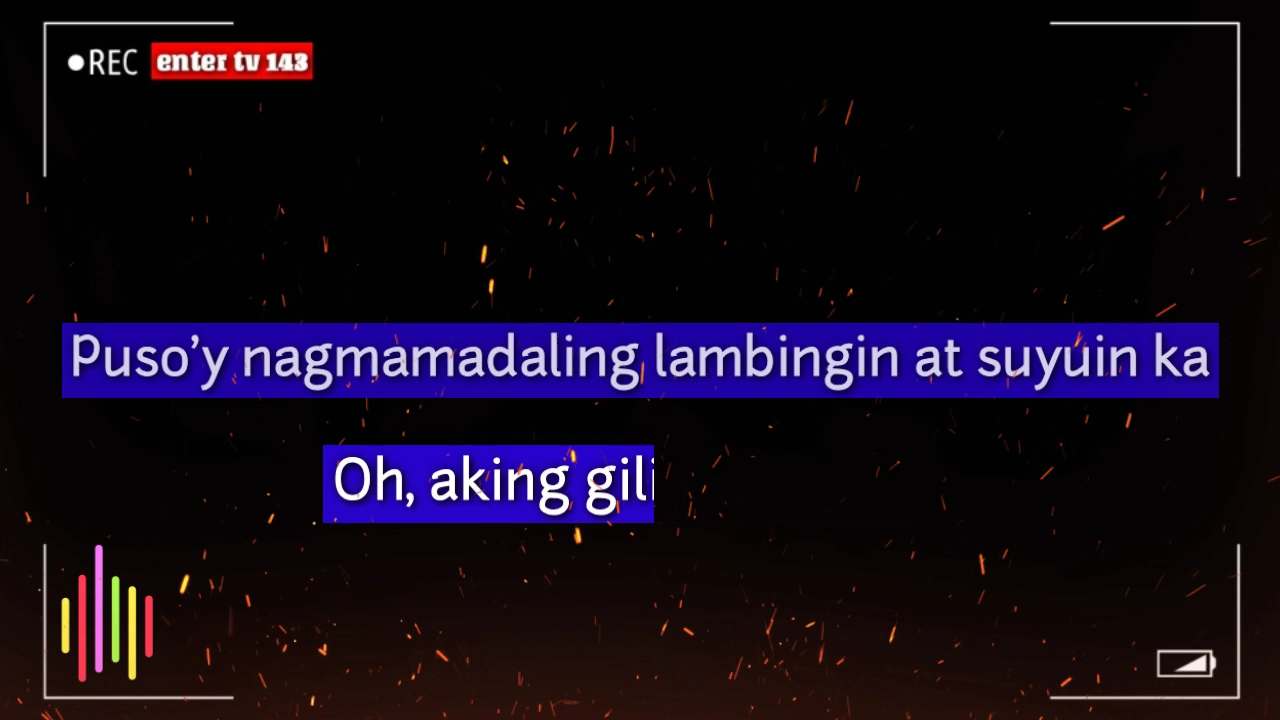 REC enter tv 143
Puso’y nagmamadaling lambingin at suyuin ka
Oh, aking gili